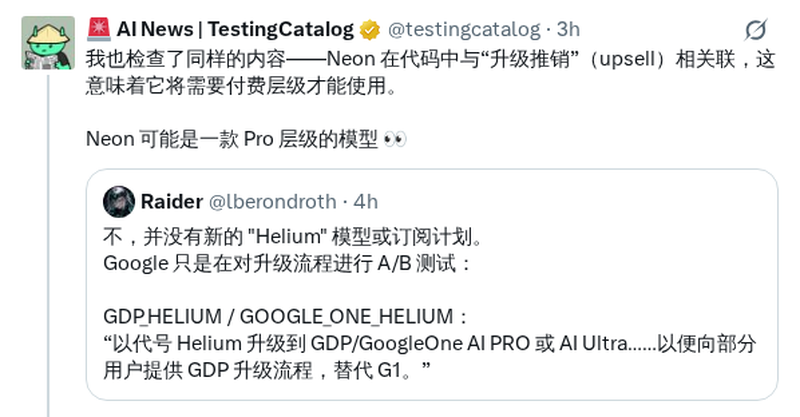 🚨 AI News | TestingCatalog @testingcatalog · 3h
我也检查了同样的内容——Neon 在代码中与“升级推销”（upsell）相关联，这
意味着它将需要付费层级才能使用。
Neon 可能是一款 Pro 层级的模型 👀
Raider @lberondroth · 4h
不，并没有新的 "Helium" 模型或订阅计划。
Google 只是在对升级流程进行 A/B 测试：
GDP_HELIUM / GOOGLE_ONE_HELIUM：
“以代号 Helium 升级到 GDP/GoogleOne AI PRO 或 AI Ultra......以便向部分
用户提供 GDP 升级流程，替代 G1。”